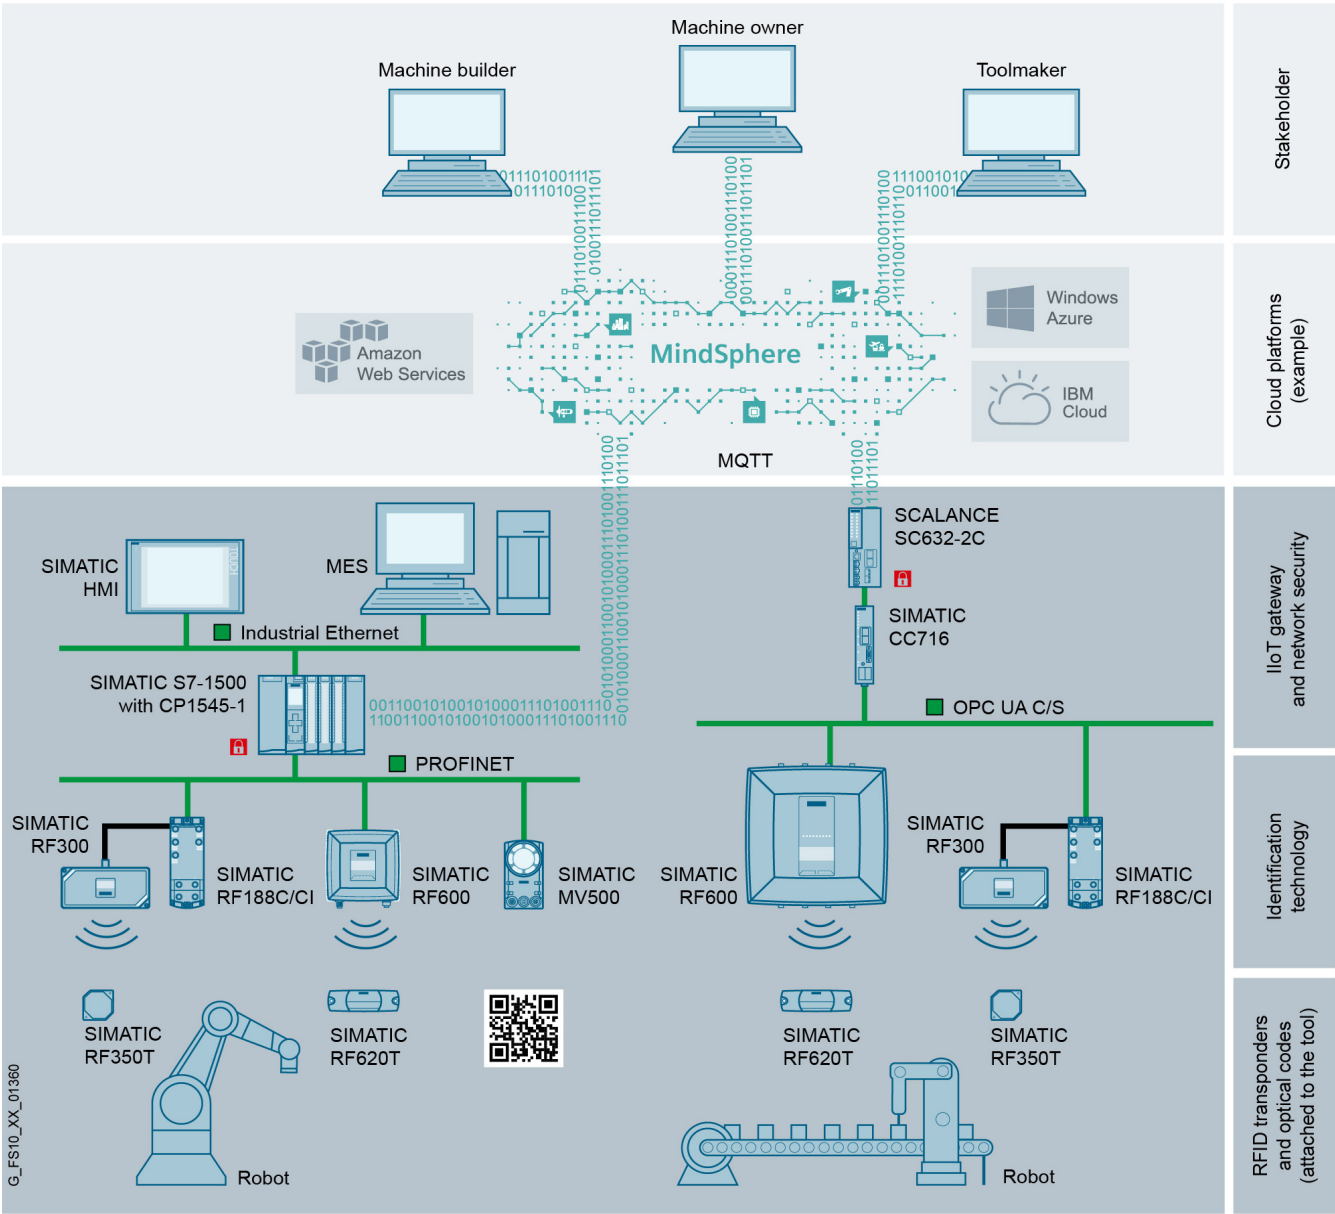 Machine owner
Machine builder
Toolmaker
Stakeholder
011101001111
01110100
111001010
011001
Amazon
Web Services
MindSphere
Windows
Azure
IBM
Cloud
MQTT
Cloud platforms
(example)
SCALANCE
SC632-2C
SIMATIC
HMI
MES
SIMATIC
CC716
Industrial Ethernet
SIMATIC S7-1500
with CP1545-1
OPC UA C/S
PROFINET
IIoT gateway
and network security
SIMATIC
RF300
SIMATIC
RF188C/CI
SIMATIC
RF600
SIMATIC
MV500
SIMATIC
RF600
SIMATIC
RF300
SIMATIC
RF188C/CI
Identification
technology
SIMATIC
RF350T
SIMATIC
RF620T
SIMATIC
RF620T
SIMATIC
RF350T
Robot
Robot
RFID transponders
and optical codes
(attached to the tool)
G_FS10_XX_01360